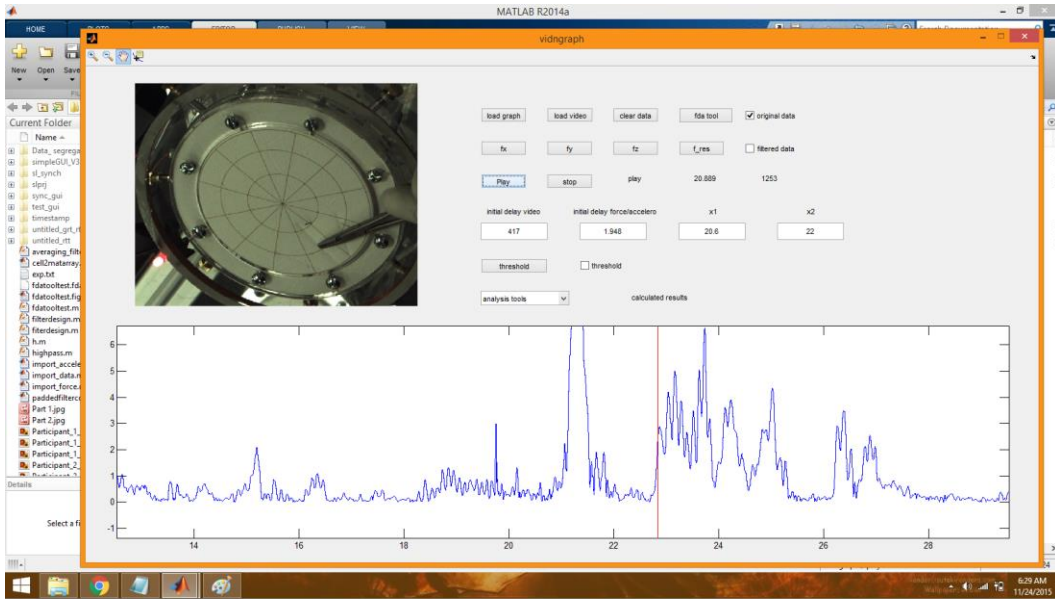 MATLAB R2014a
HOME
vidngraph
New Open Save
Current Folder
Name
Data_segrega
simpleGUI_V3
sl_synch
slprj
sync_gui
test_gui
timestamp
untitled_grt_rt
untitled_rtt
averaging_filte
cell2matarray.
exp.txt
fdatooltest.fda
fdatooltest.fig
fdatooltest.m
filterdesign.m
fiterdesign.m
h.m
highpass.m
import_accele
import_data.m
import_force.m
paddedfilterce
Part 1.jpg
Part 2.jpg
Participant_1_
Participant_1_
Participant_1_
Participant_2_
Details
Select a fi
load graph load video clear data fda tool original data
fx fy fz f_res filtered data
Play stop play 20.889 1253
initial delay video initial delay force/accelero x1 x2
417 1.948 20.6 22
threshold threshold
analysis tools calculated results
6
5
4
3
2
1
0
-1
14 16 18 20 22 24 26 28
6:29 AM
11/24/2015